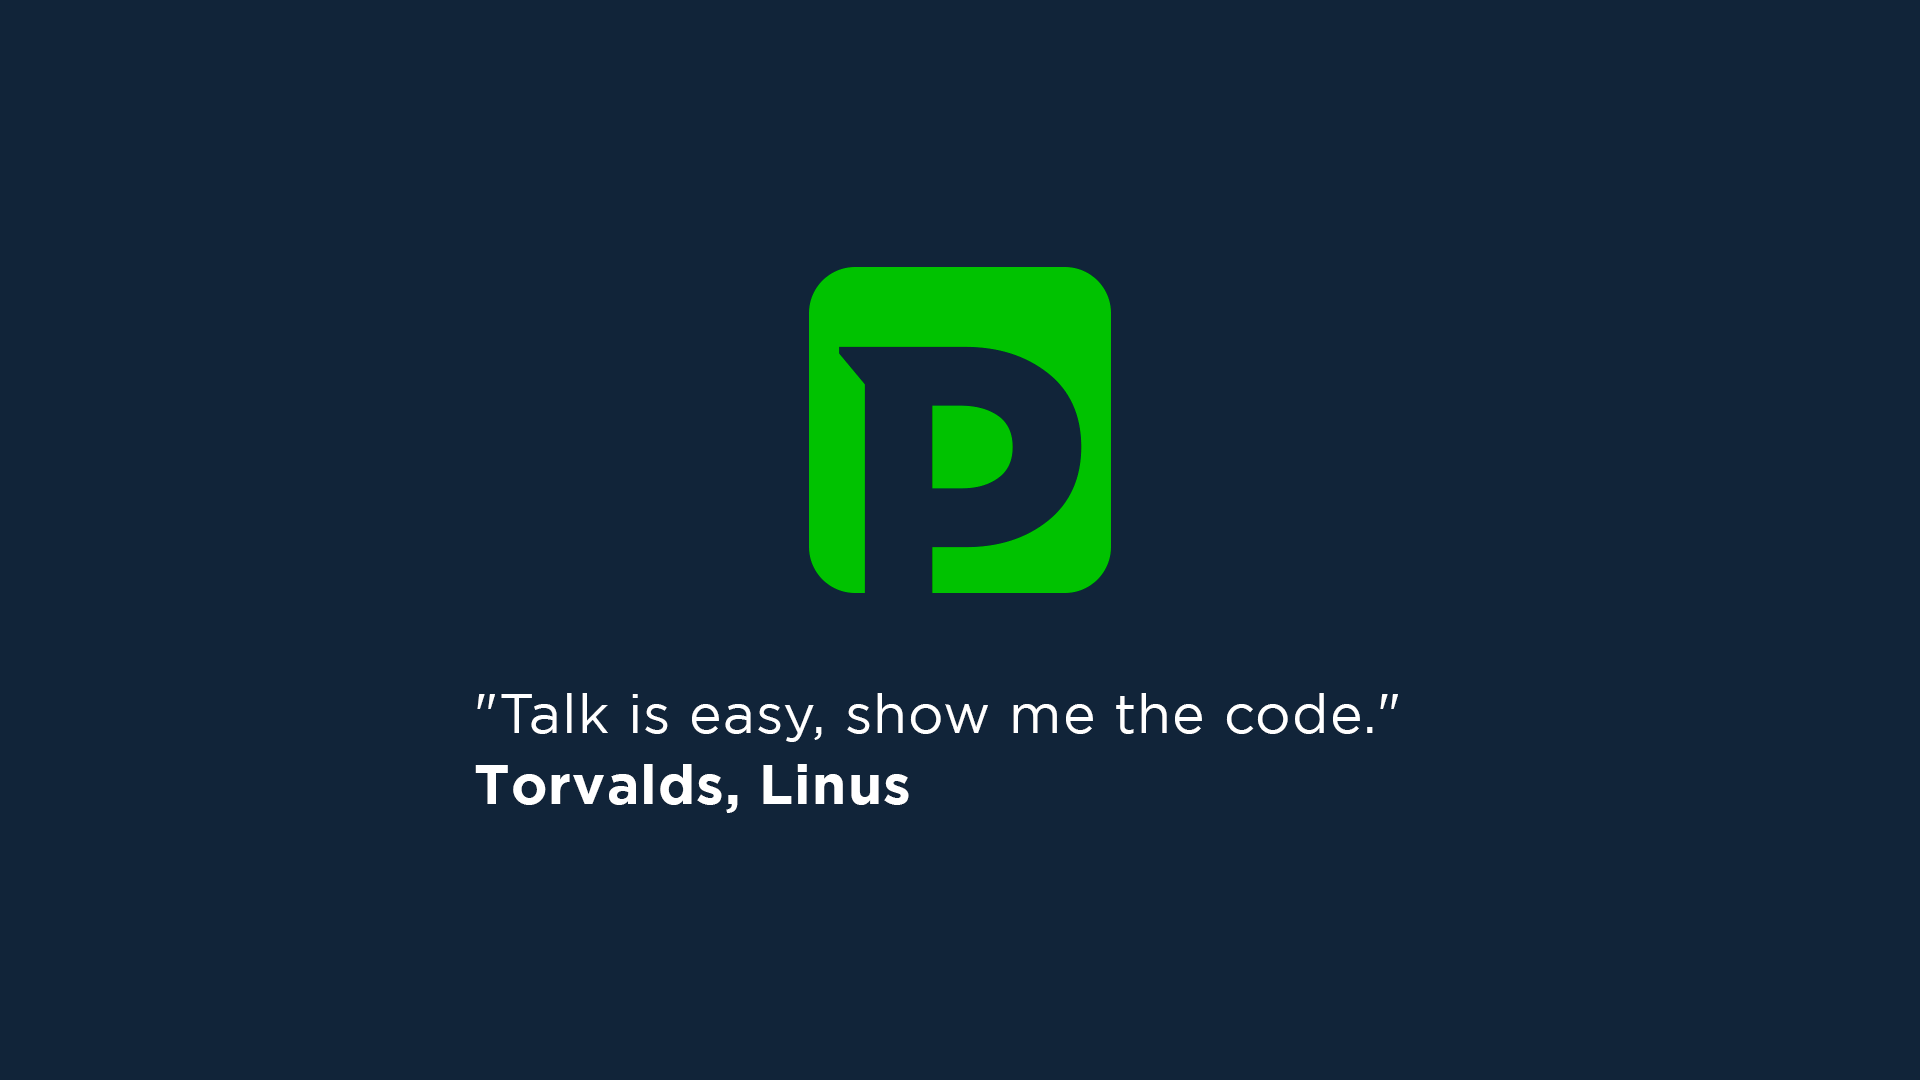 P
"Talk is easy, show me the code."
Torvalds, Linus